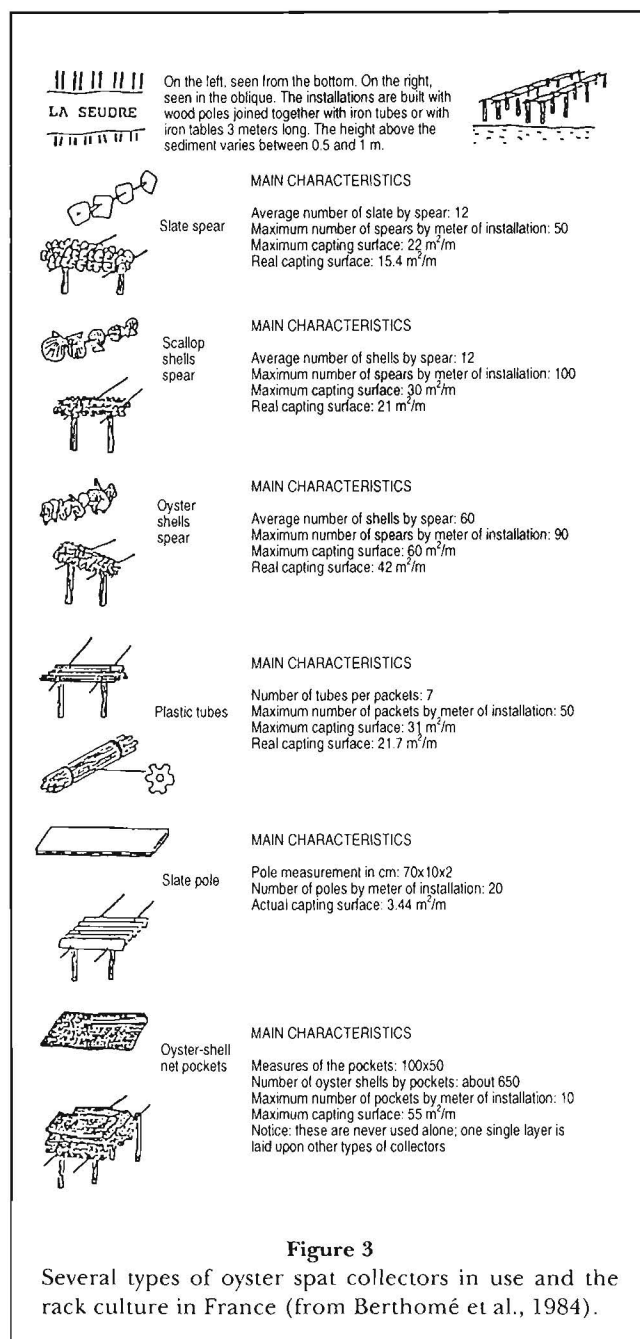 On the left, seen from the bottom. On the right,
seen in the oblique. The installations are built with
wood poles joined together with iron tubes or with
iron tables 3 meters long. The height above the
sediment varies between 0.5 and 1 m.
LA SEUDRE
Slate spear
MAIN CHARACTERISTICS
Average number of slate by spear: 12
Maximum number of spears by meter of installation: 50
Maximum capting surface: 22 m²/m
Real capting surface: 15.4 m²/m
Scallop
shells
spear
MAIN CHARACTERISTICS
Average number of shells by spear: 12
Maximum number of spears by meter of installation: 100
Maximum capting surface: 30 m²/m
Real capting surface: 21 m²/m
Oyster
shells
spear
MAIN CHARACTERISTICS
Average number of shells by spear: 60
Maximum number of spears by meter of installation: 90
Maximum capting surface: 60 m²/m
Real capting surface: 42 m²/m
Plastic tubes
MAIN CHARACTERISTICS
Number of tubes per packets: 7
Maximum number of packets by meter of installation: 50
Maximum capting surface: 31 m²/m
Real capting surface: 21.7 m²/m
Slate pole
MAIN CHARACTERISTICS
Pole measurement in cm: 70x10x2
Number of poles by meter of installation: 20
Actual capting surface: 3.44 m²/m
Oyster-shell
net pockets
MAIN CHARACTERISTICS
Measures of the pockets: 100x50
Number of oyster shells by pockets: about 650
Maximum number of pockets by meter of installation: 10
Maximum capting surface: 55 m²/m
Notice: these are never used alone; one single layer is
laid upon other types of collectors
Figure 3
Several types of oyster spat collectors in use and the
rack culture in France (from Berthomé et al., 1984).